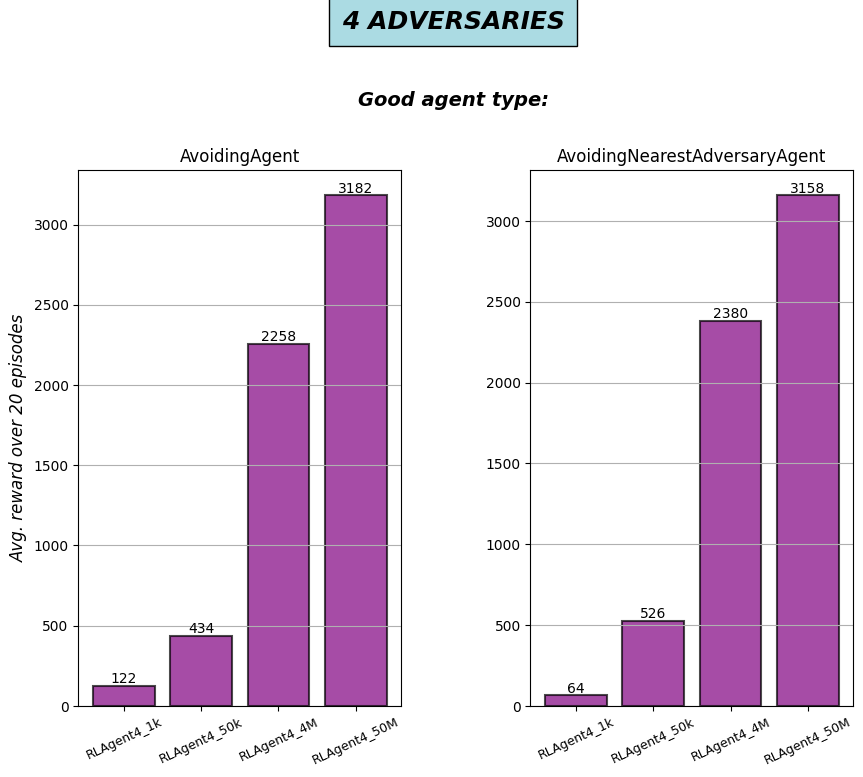 4 ADVERSARIES
Good agent type:
AvoidingAgent
Avg. reward over 20 episodes
3000
2500
2000
1500
1000
500
0
122
434
2258
3182
RLAgent4_1k
RLAgent4_50k
RLAgent4_4M
RLAgent4_50M
AvoidingNearestAdversaryAgent
3000
2500
2000
1500
1000
500
0
64
526
2380
3158
RLAgent4_1k
RLAgent4_50k
RLAgent4_4M
RLAgent4_50M